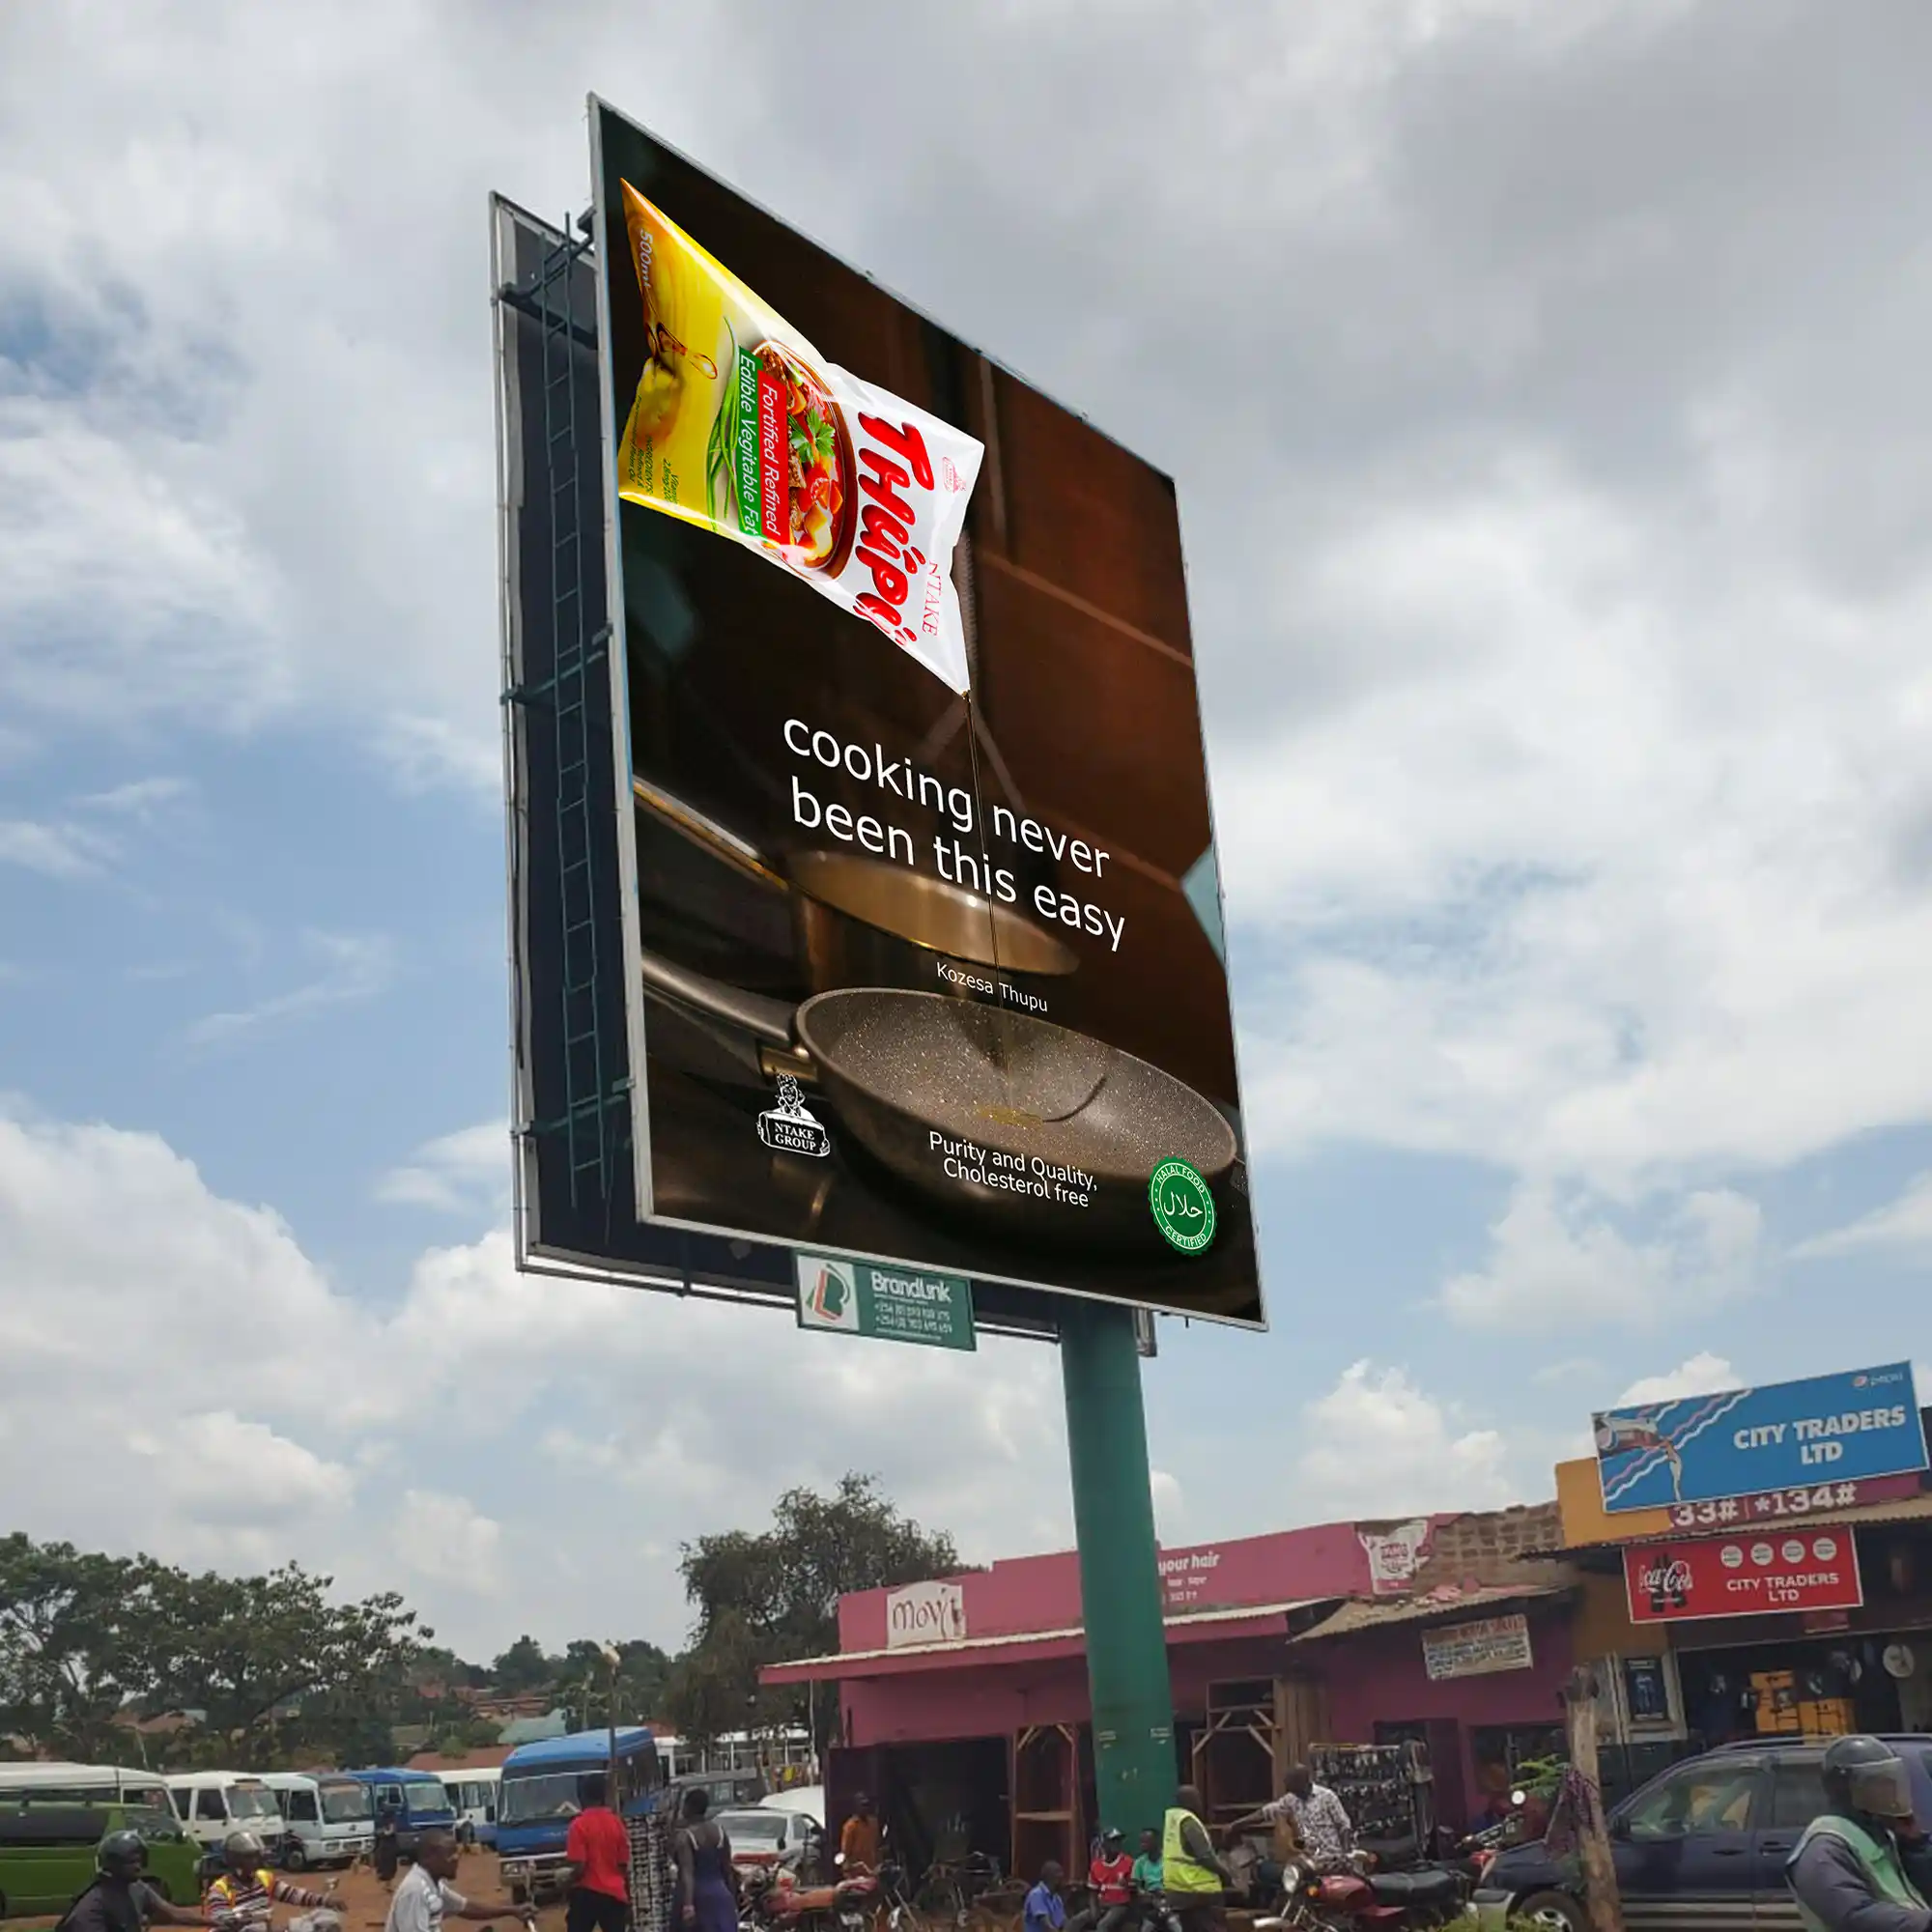 500ml
Edible Vegitable Fat
Fortified Refined
THUPU
NTAKE
cooking never
been this easy
Kozesa Thupu
NTAKE
GROUP
Purity and Quality,
Cholesterol free
HALAL FOOD
حلال
CERTIFIED
BrandLink
pepsi
CITY TRADERS
LTD
33# | *134#
Coca-Cola
CITY TRADERS
LTD
your hair
Movit